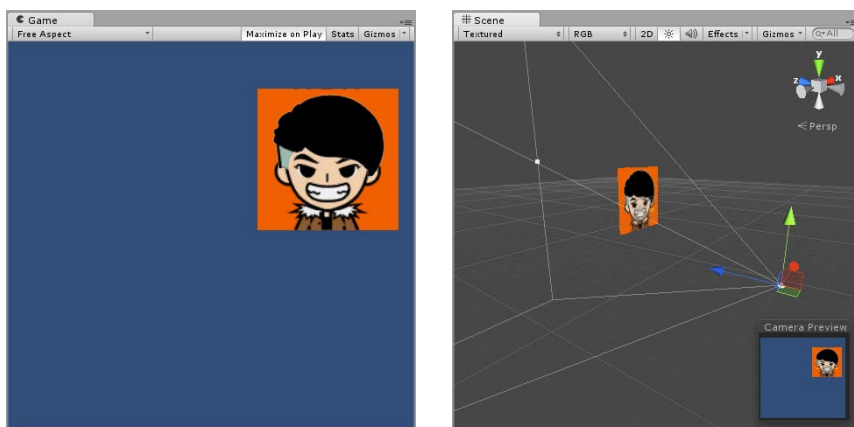 Game
Free Aspect Maximize on Play Stats Gizmos
Scene
Textured RGB 2D Effects Gizmos All
y
z x
Persp
Camera Preview